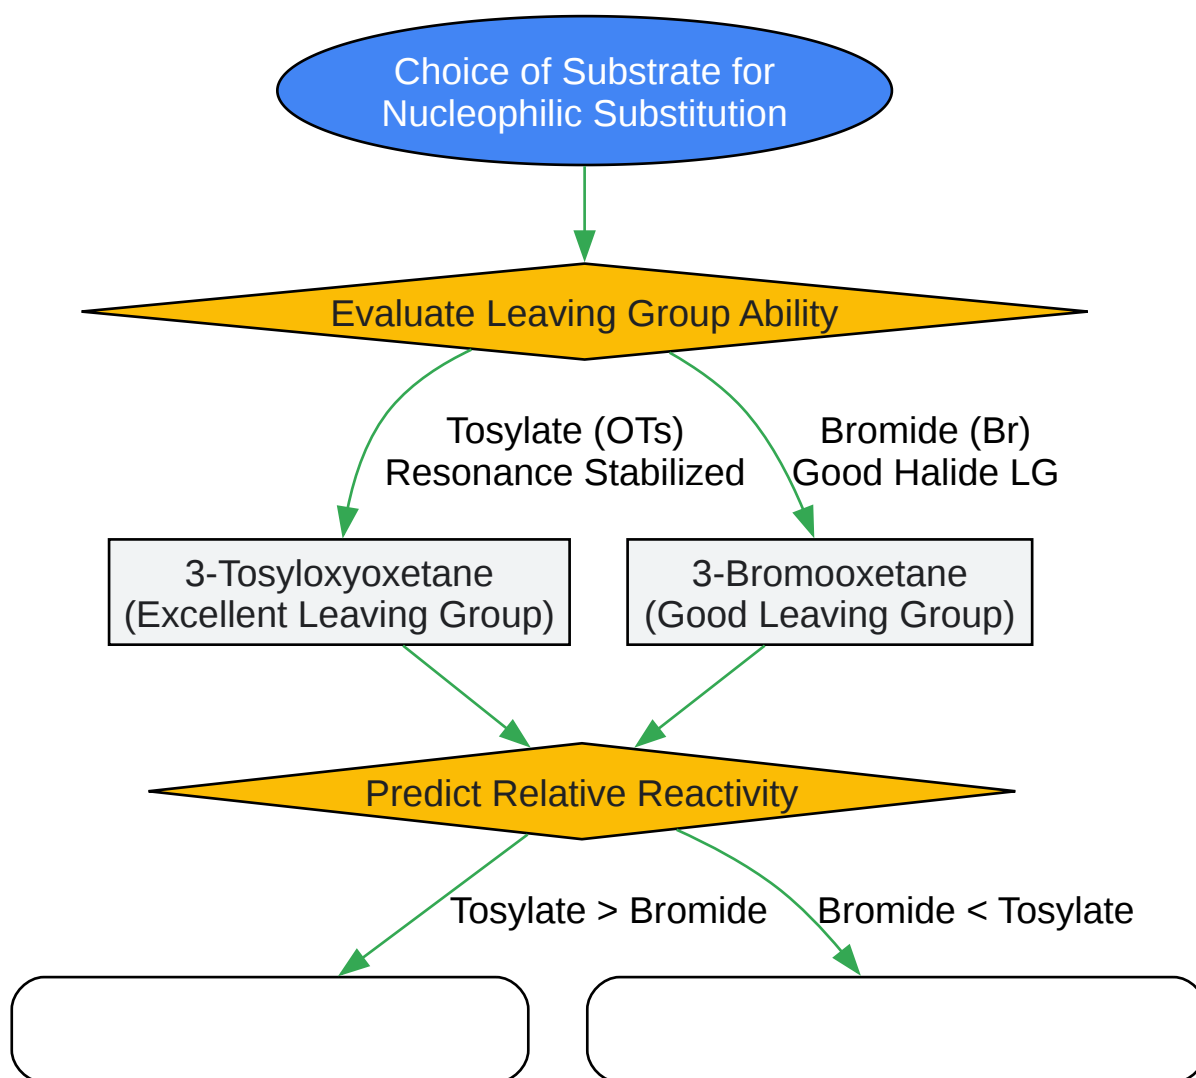 Choice of Substrate for
Nucleophilic Substitution
Evaluate Leaving Group Ability
Tosylate (OTs)
Resonance Stabilized
Bromide (Br)
Good Halide LG
3-Tosyloxyoxetane
(Excellent Leaving Group)
3-Bromooxetane
(Good Leaving Group)
Predict Relative Reactivity
Tosylate > Bromide
Bromide < Tosylate